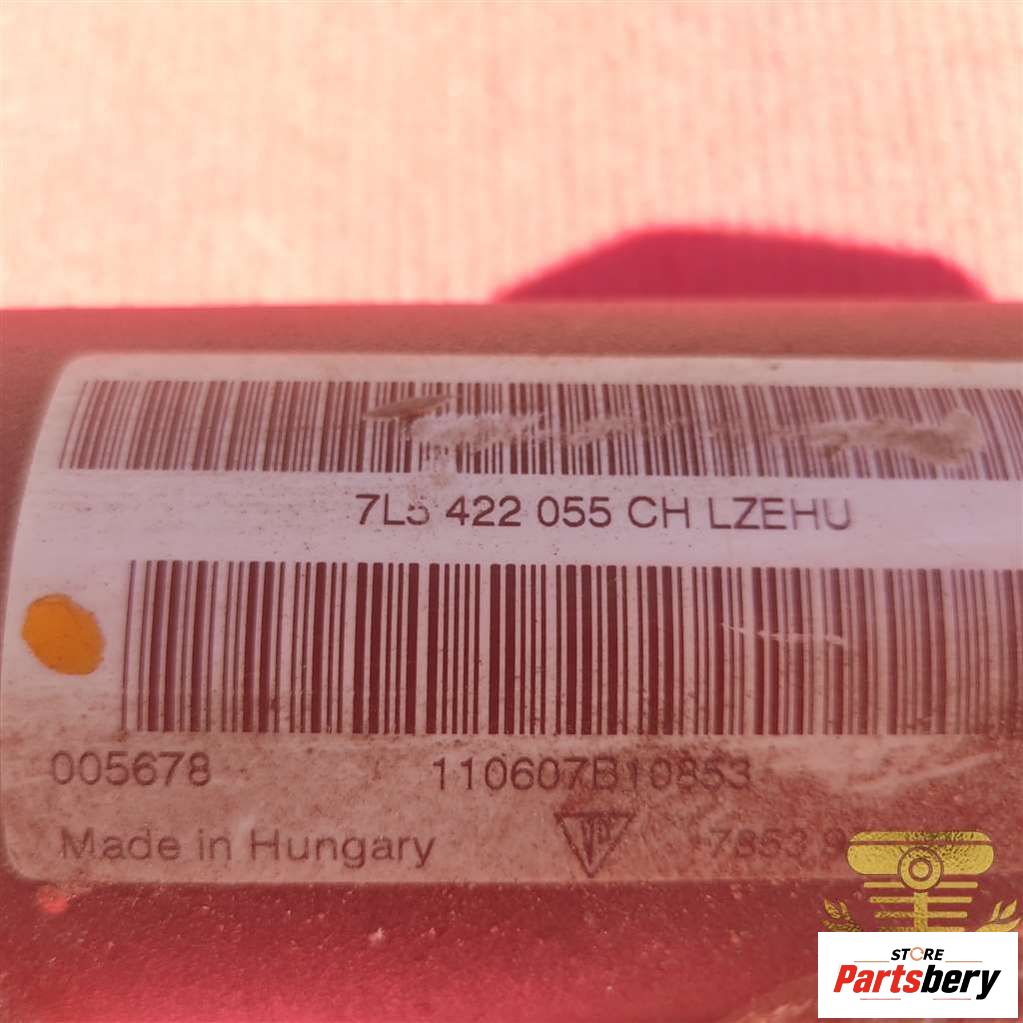 7L5 422 055 CH LZEHU
005678 110607B10853
Made in Hungary
STORE
Partsbery